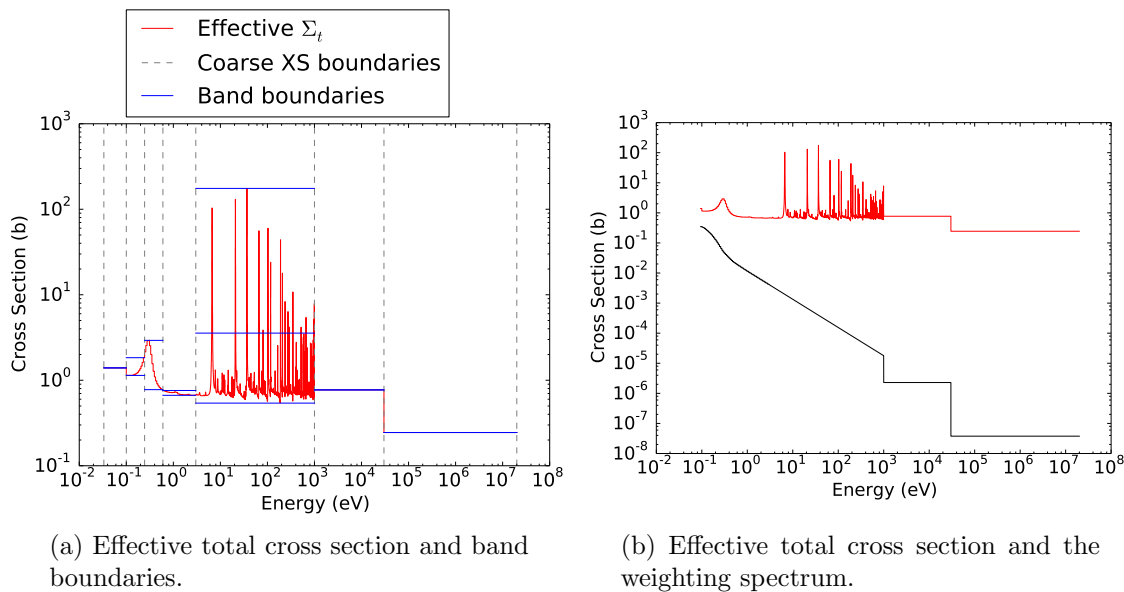 Effective Σt
Coarse XS boundaries
Band boundaries
10^3
10^2
10^1
10^0
10^-1
Cross Section (b)
10^-2 10^-1 10^0 10^1 10^2 10^3 10^4 10^5 10^6 10^7 10^8
Energy (eV)
(a) Effective total cross section and band
boundaries.
10^3
10^2
10^1
10^0
10^-1
10^-2
10^-3
10^-4
10^-5
10^-6
10^-7
10^-8
Cross Section (b)
10^-2 10^-1 10^0 10^1 10^2 10^3 10^4 10^5 10^6 10^7 10^8
Energy (eV)
(b) Effective total cross section and the
weighting spectrum.